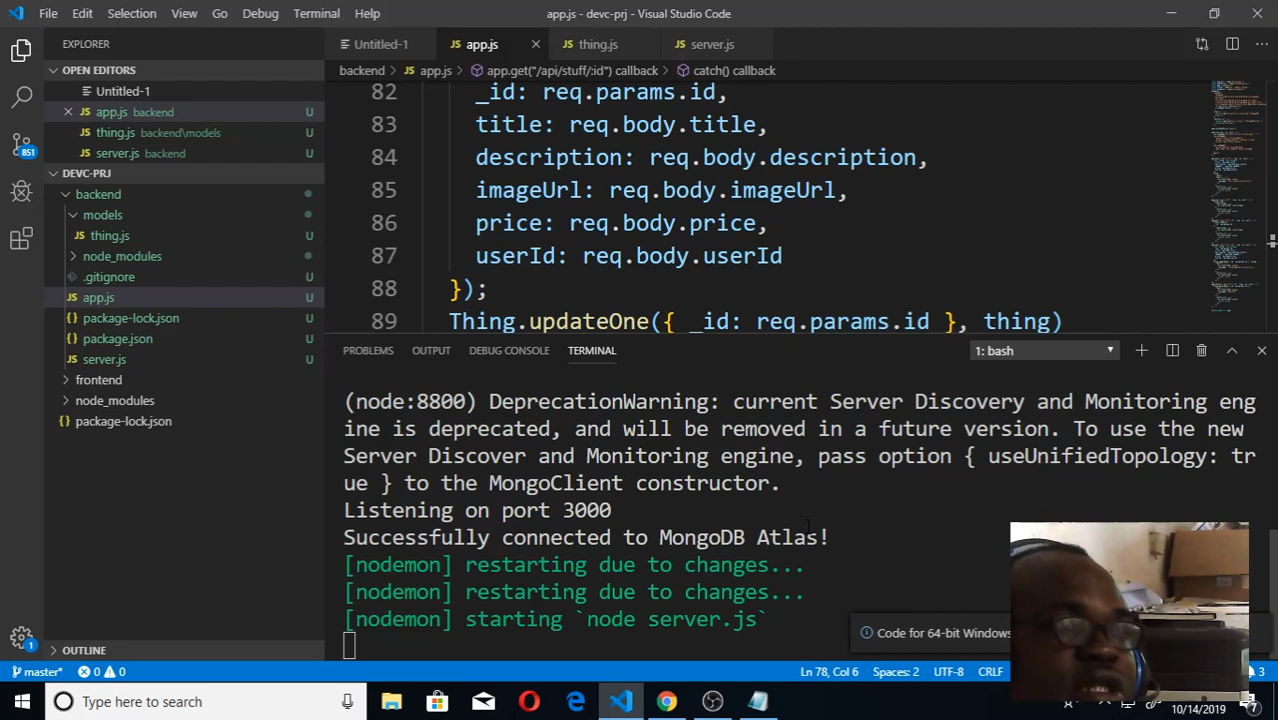 File Edit Selection View Go Debug Terminal Help app.js - devc-prj - Visual Studio Code
EXPLORER
OPEN EDITORS
Untitled-1
app.js backend U
thing.js backend\models U
server.js backend U
DEVC-PRJ
backend
models
thing.js U
node_modules
.gitignore U
app.js U
package-lock.json U
package.json U
server.js U
frontend
node_modules
package-lock.json U
OUTLINE
851
1
Untitled-1 JS app.js JS thing.js JS server.js
backend > JS app.js > app.get("/api/stuff/:id") callback > catch() callback
82 _id: req.params.id,
83 title: req.body.title,
84 description: req.body.description,
85 imageUrl: req.body.imageUrl,
86 price: req.body.price,
87 userId: req.body.userId
88 });
89 Thing.updateOne({ _id: req.params.id }, thing)
PROBLEMS OUTPUT DEBUG CONSOLE TERMINAL 1: bash
(node:8800) DeprecationWarning: current Server Discovery and Monitoring eng
ine is deprecated, and will be removed in a future version. To use the new
Server Discover and Monitoring engine, pass option { useUnifiedTopology: tr
ue } to the MongoClient constructor.
Listening on port 3000
Successfully connected to MongoDB Atlas!
[nodemon] restarting due to changes...
[nodemon] restarting due to changes...
[nodemon] starting `node server.js`
Code for 64-bit Windows
master* 0 0 Ln 78, Col 6 Spaces: 2 UTF-8 CRLF 3
Type here to search
10/14/2019 7